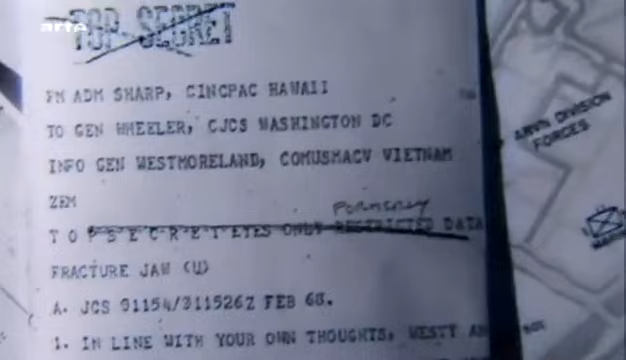 arte
TOP SECRET
FM ADM SHARP, CINCPAC HAWAII
TO GEN WHEELER, CJCS WASHINGTON DC
INFO GEN WESTMORELAND, COMUSMACV VIETNAM
ZEM
FORMERLY
T O P S E C R E T EYES ONLY RESTRICTED DATA
FRACTURE JAW (U)
A. JCS 01154/311526Z FEB 68.
1. IN LINE WITH YOUR OWN THOUGHTS, WESTY
ARVN DIVISION
FORCES